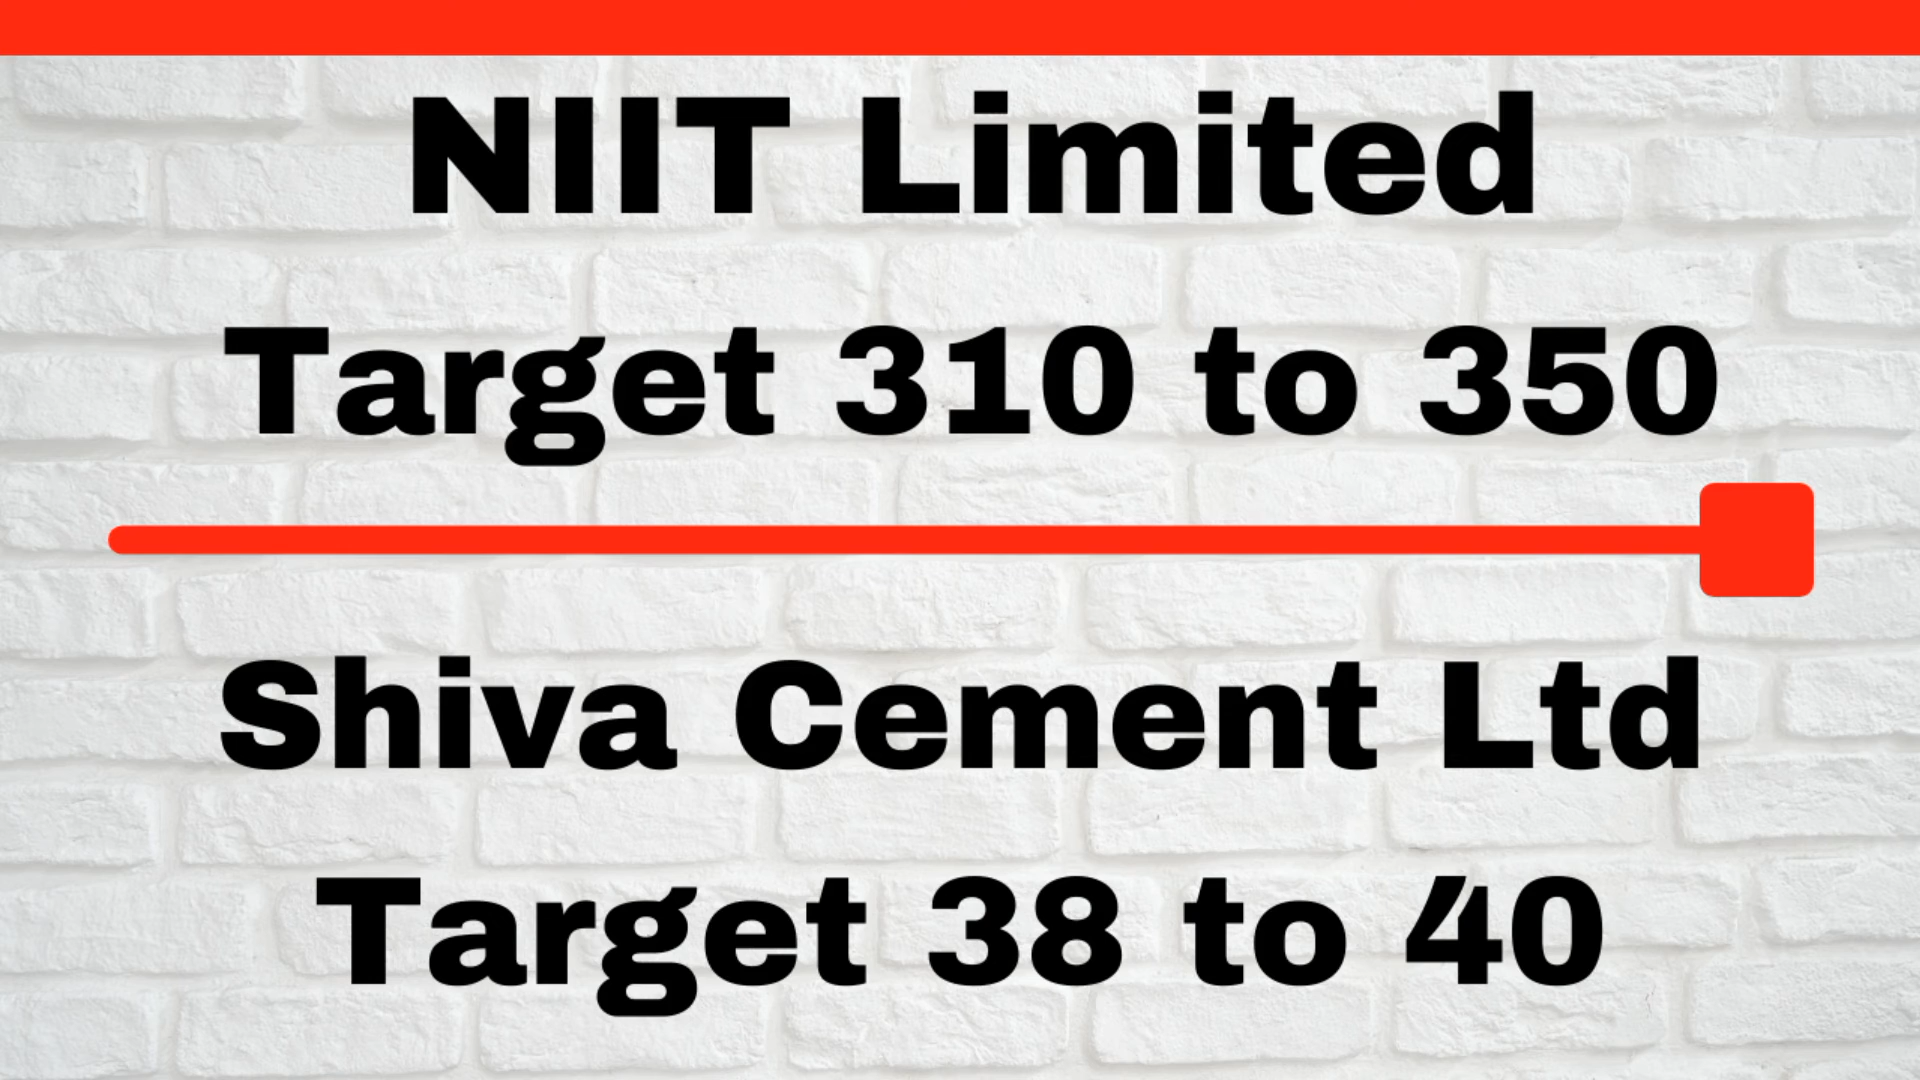 NIIT Limited
Target 310 to 350
Shiva Cement Ltd
Target 38 to 40